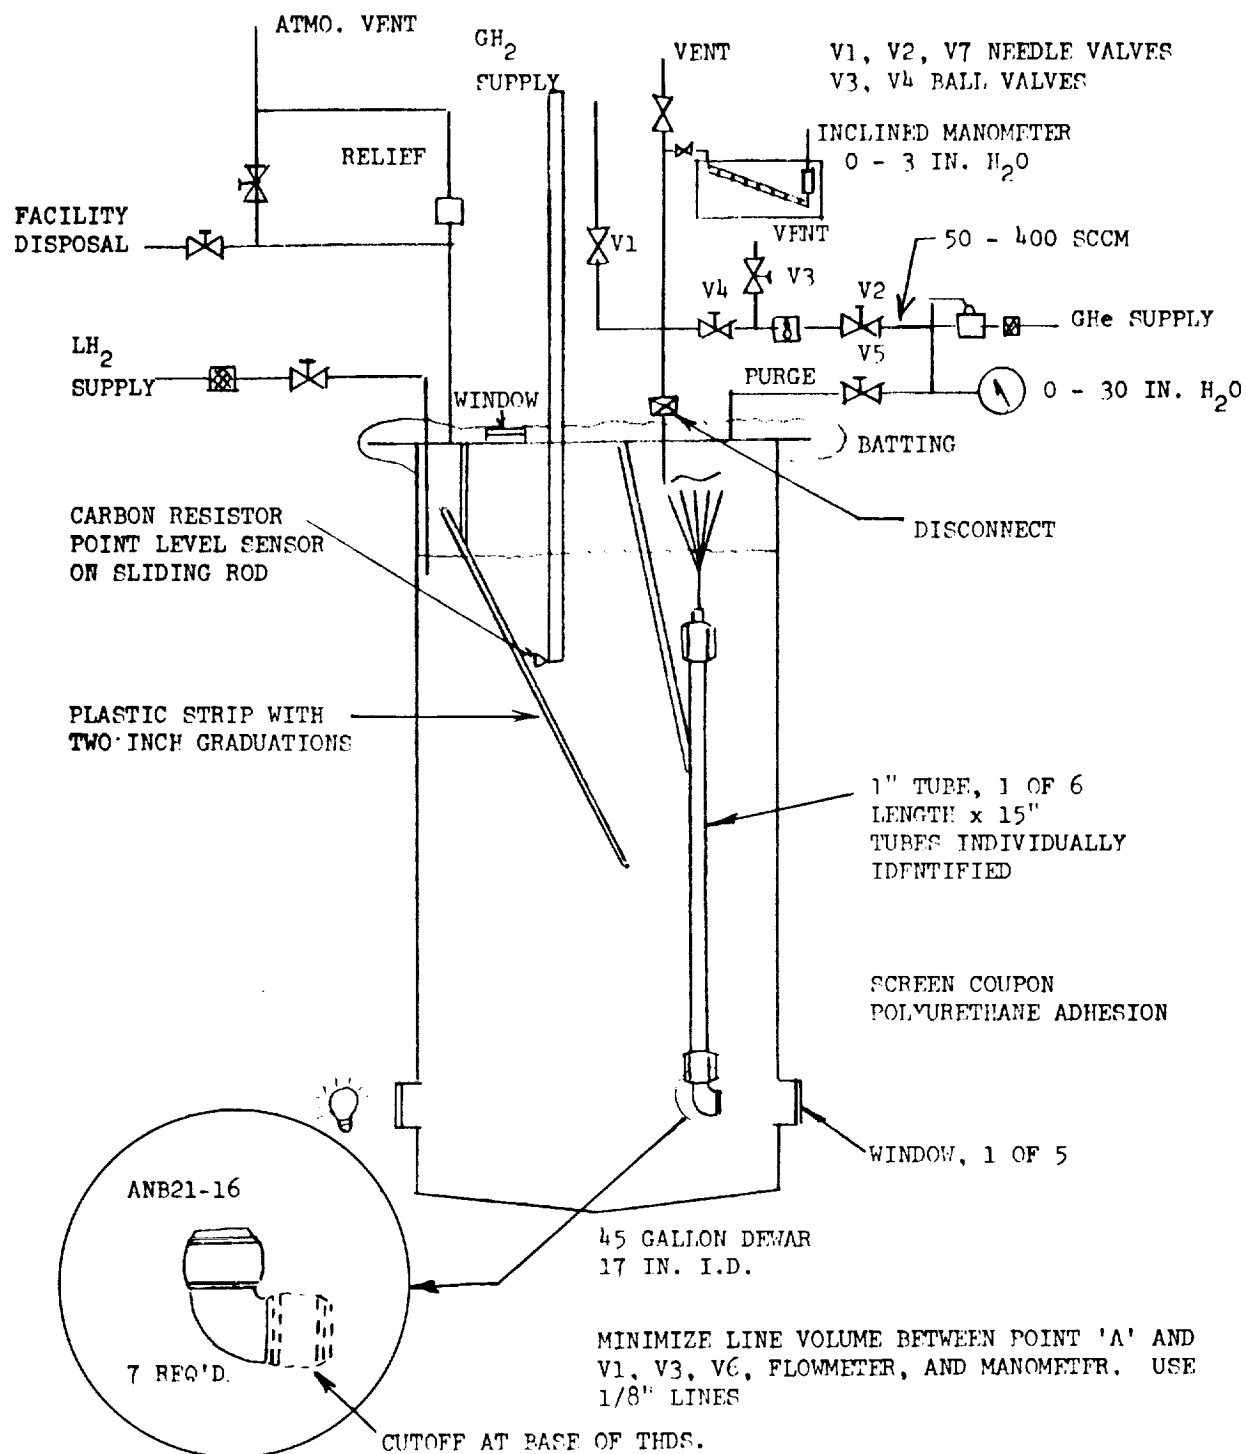 ATMO. VENT
GH2
SUPPLY
VENT
V1, V2, V7 NEEDLE VALVES
V3, V4 BALL VALVES
INCLINED MANOMETER
0 - 3 IN. H2O
RELIEF
FACILITY
DISPOSAL
V1
VENT
V3
50 - 400 SCCM
V4
V2
GHe SUPPLY
LH2
SUPPLY
V5
PURGE
0 - 30 IN. H2O
WINDOW
BATTING
CARBON RESISTOR
POINT LEVEL SENSOR
ON SLIDING ROD
DISCONNECT
PLASTIC STRIP WITH
TWO-INCH GRADUATIONS
1" TUBE, 1 OF 6
LENGTH x 15"
TUBES INDIVIDUALLY
IDENTIFIED
SCREEN COUPON
POLYURETHANE ADHESION
WINDOW, 1 OF 5
ANB21-16
7 REQ'D.
45 GALLON DEWAR
17 IN. I.D.
MINIMIZE LINE VOLUME BETWEEN POINT 'A' AND
V1, V3, V6, FLOWMETER, AND MANOMETER. USE
1/8" LINES
CUTOFF AT BASE OF THDS.